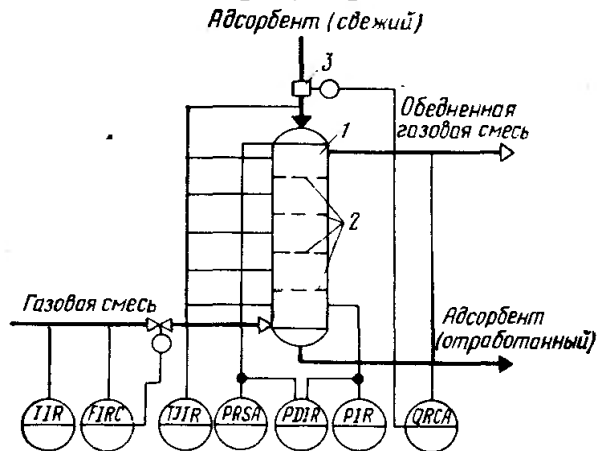 Адсорбент (свежий)
3
Обедненная
газовая смесь
1
2
Газовая смесь
Адсорбент
(отработанный)
TIR
FIRC
TJIR
PRSA
PDIR
PIR
QRCA